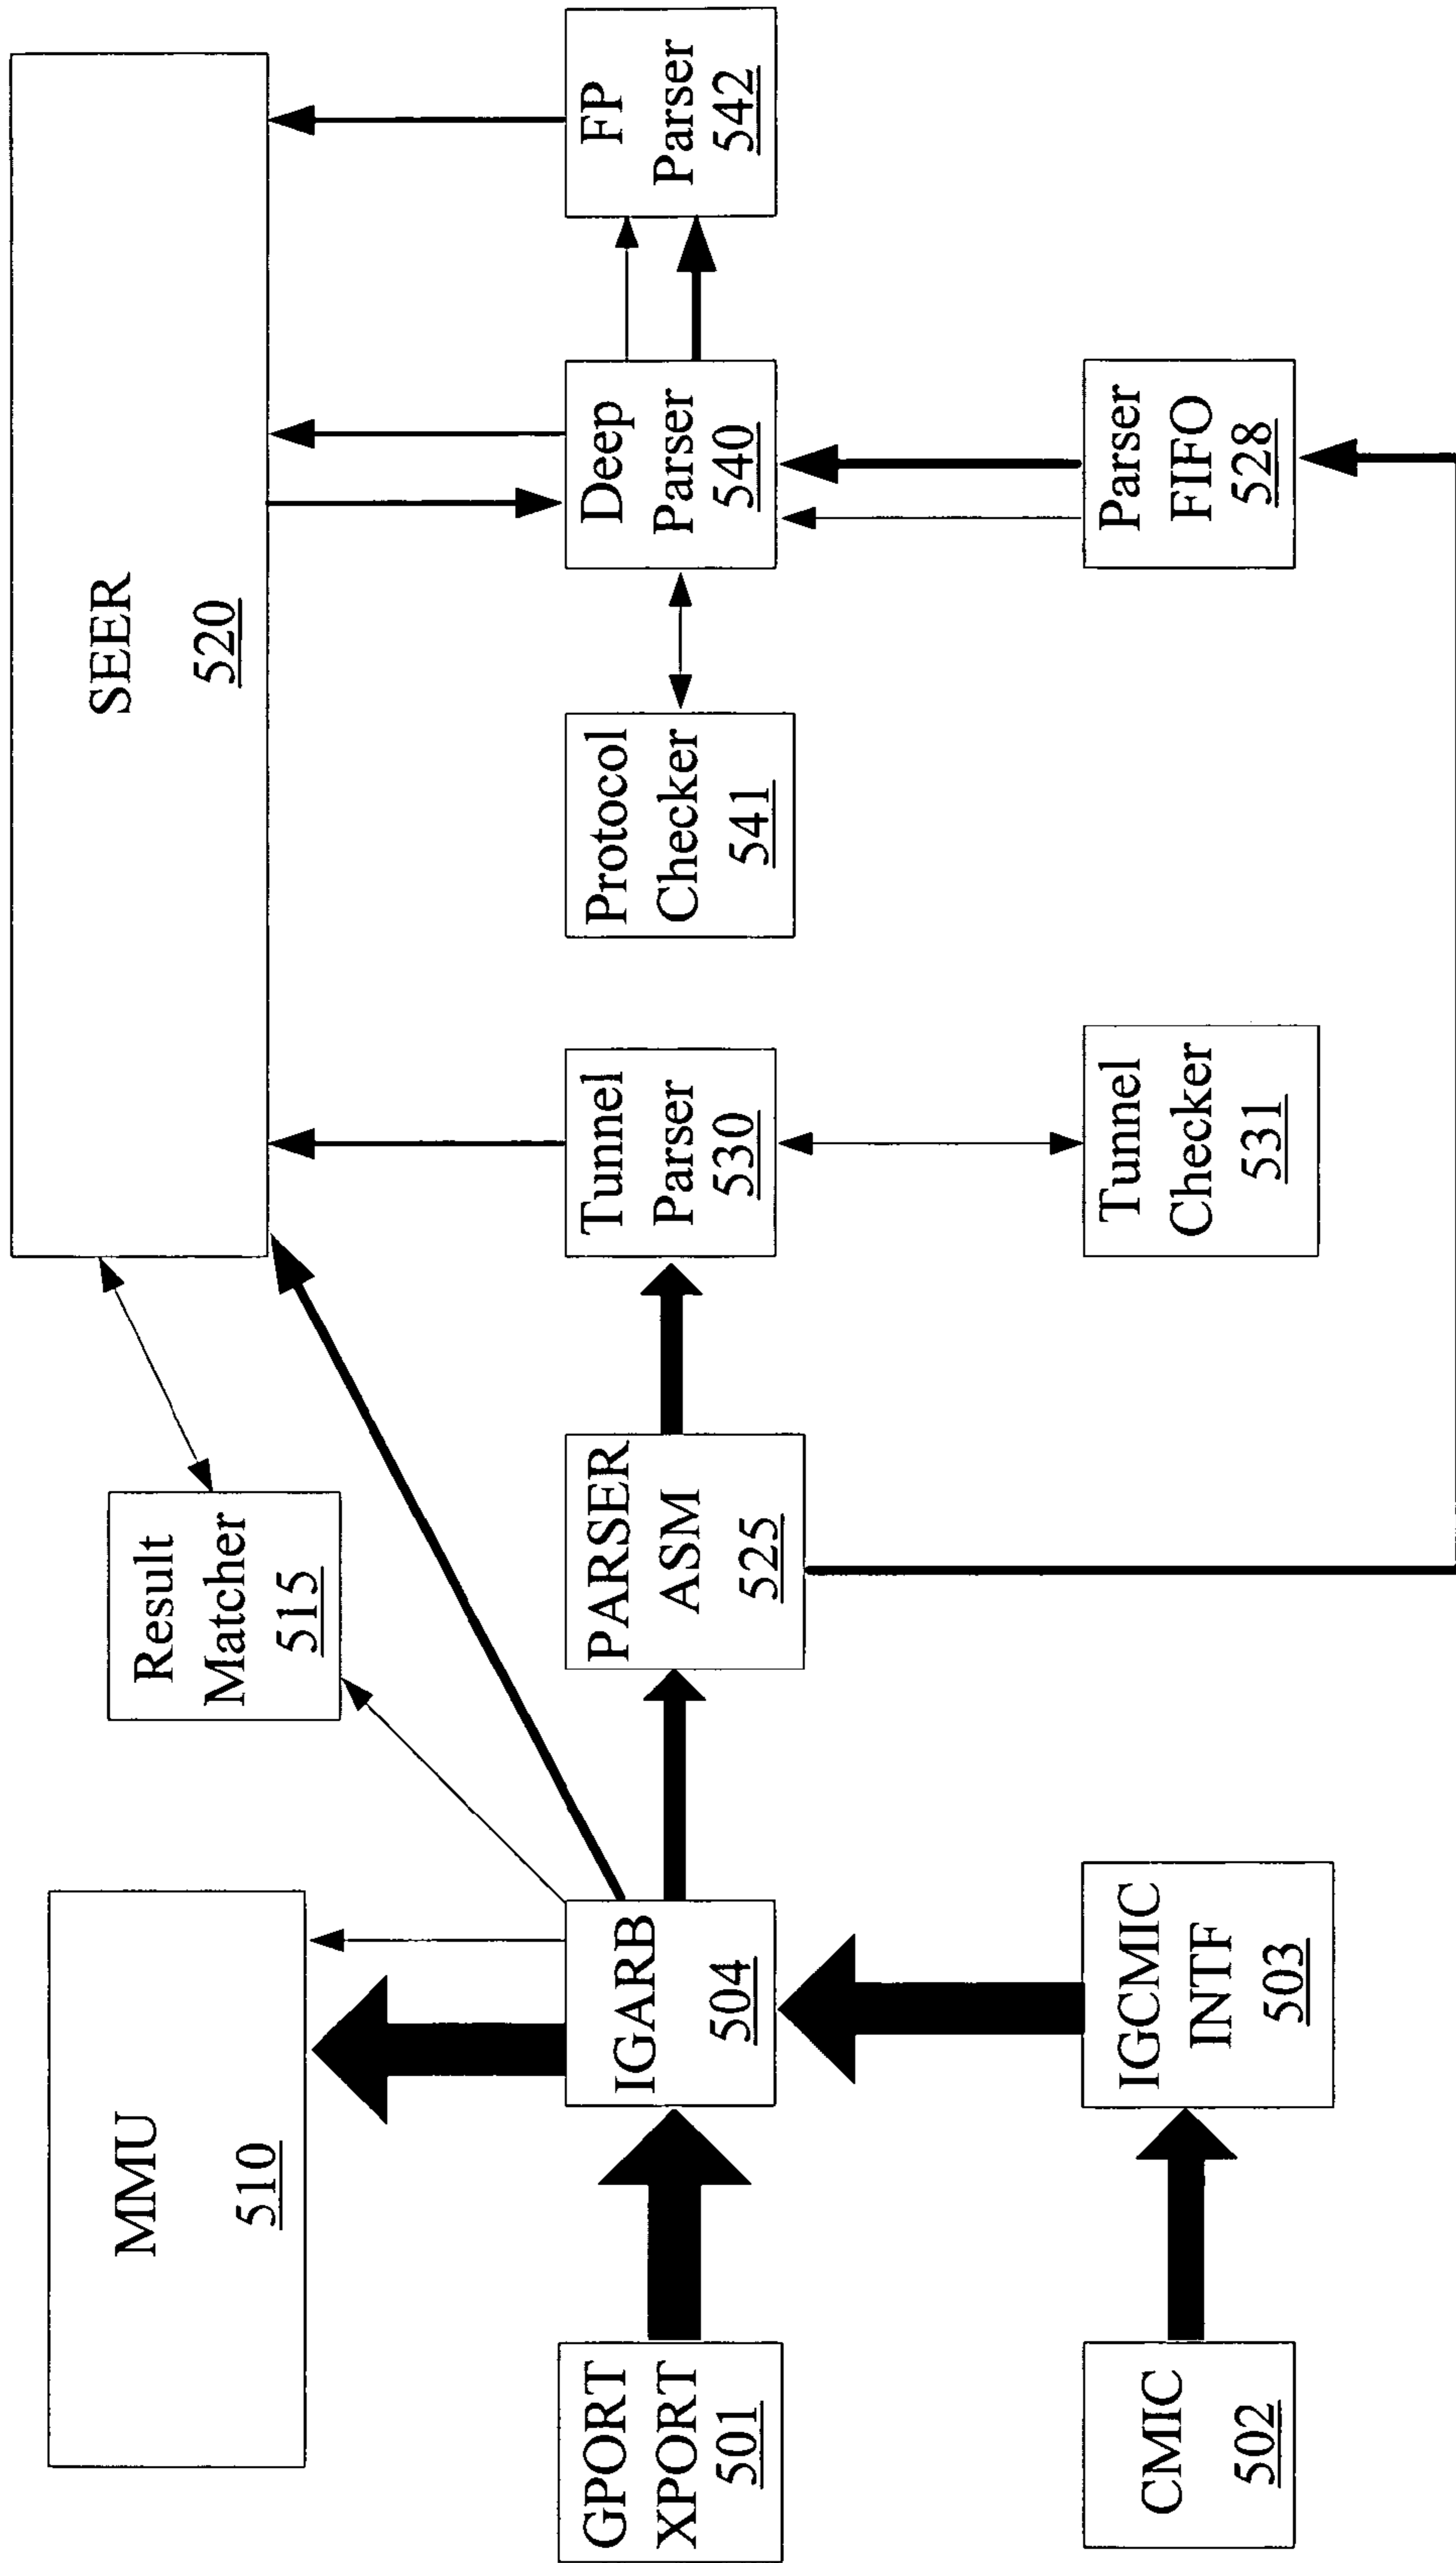 MMU
510
Result
Matcher
515
SEER
520
GPORT
XPORT
501
IGARB
504
PARSER
ASM
525
Tunnel
Parser
530
Protocol
Checker
541
Deep
Parser
540
FP
Parser
542
CMIC
502
IGCMIC
INTF
503
Tunnel
Checker
531
Parser
FIFO
528